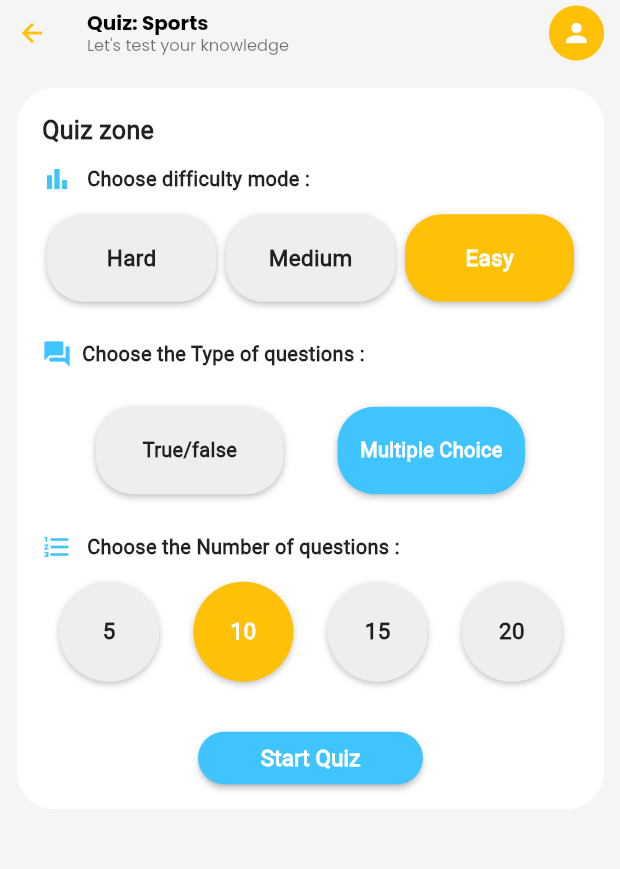 Quiz: Sports
Let's test your knowledge
Quiz zone
Choose difficulty mode :
Hard
Medium
Easy
Choose the Type of questions :
True/false
Multiple Choice
Choose the Number of questions :
5
10
15
20
Start Quiz